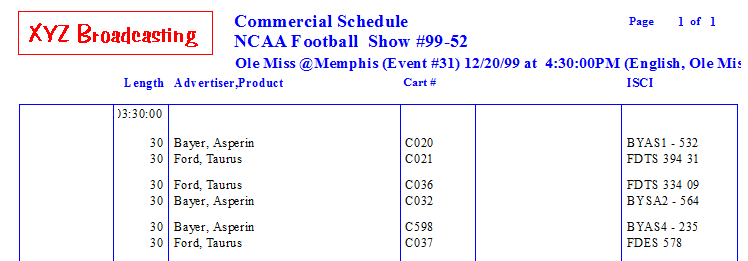 XYZ Broadcasting
Commercial Schedule
Page 1 of 1
NCAA Football Show #99-52
Ole Miss @Memphis (Event #31) 12/20/99 at 4:30:00PM (English, Ole Mis
Length Advertiser,Product Cart # ISCI
03:30:00
30 Bayer, Asperin C020 BYAS1 - 532
30 Ford, Taurus C021 FDTS 394 31
30 Ford, Taurus C036 FDTS 334 09
30 Bayer, Asperin C032 BYSA2 - 564
30 Bayer, Asperin C598 BYAS4 - 235
30 Ford, Taurus C037 FDES 578